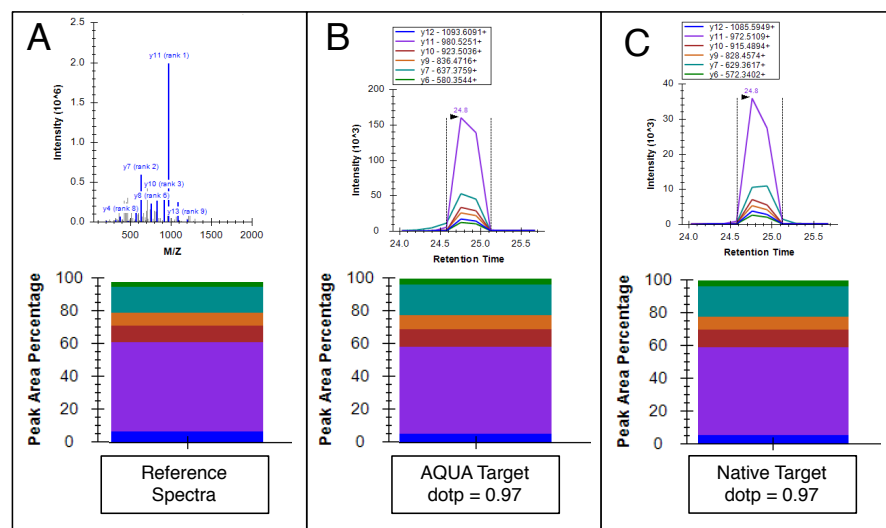 A
Intensity (10^6)
2.5
2.0
1.5
1.0
0.5
0.0
y11 (rank 1)
y7 (rank 2)
y10 (rank 3)
y8 (rank 6)
y4 (rank 8)
y13 (rank 9)
500
1000
1500
2000
M/Z
Peak Area Percentage
100
80
60
40
20
0
Reference
Spectra
B
y12 - 1093.6091+
y11 - 980.5251+
y10 - 923.5036+
y9 - 836.4716+
y7 - 637.3759+
y6 - 580.3544+
Intensity (10^3)
200
150
100
50
0
24.8
24.0
24.5
25.0
25.5
Retention Time
Peak Area Percentage
100
80
60
40
20
0
AQUA Target
dotp = 0.97
C
y12 - 1085.5949+
y11 - 972.5109+
y10 - 915.4894+
y9 - 828.4574+
y7 - 629.3617+
y6 - 572.3402+
Intensity (10^3)
40
30
20
10
0
24.8
24.0
24.5
25.0
25.5
Retention Time
Peak Area Percentage
100
80
60
40
20
0
Native Target
dotp = 0.97